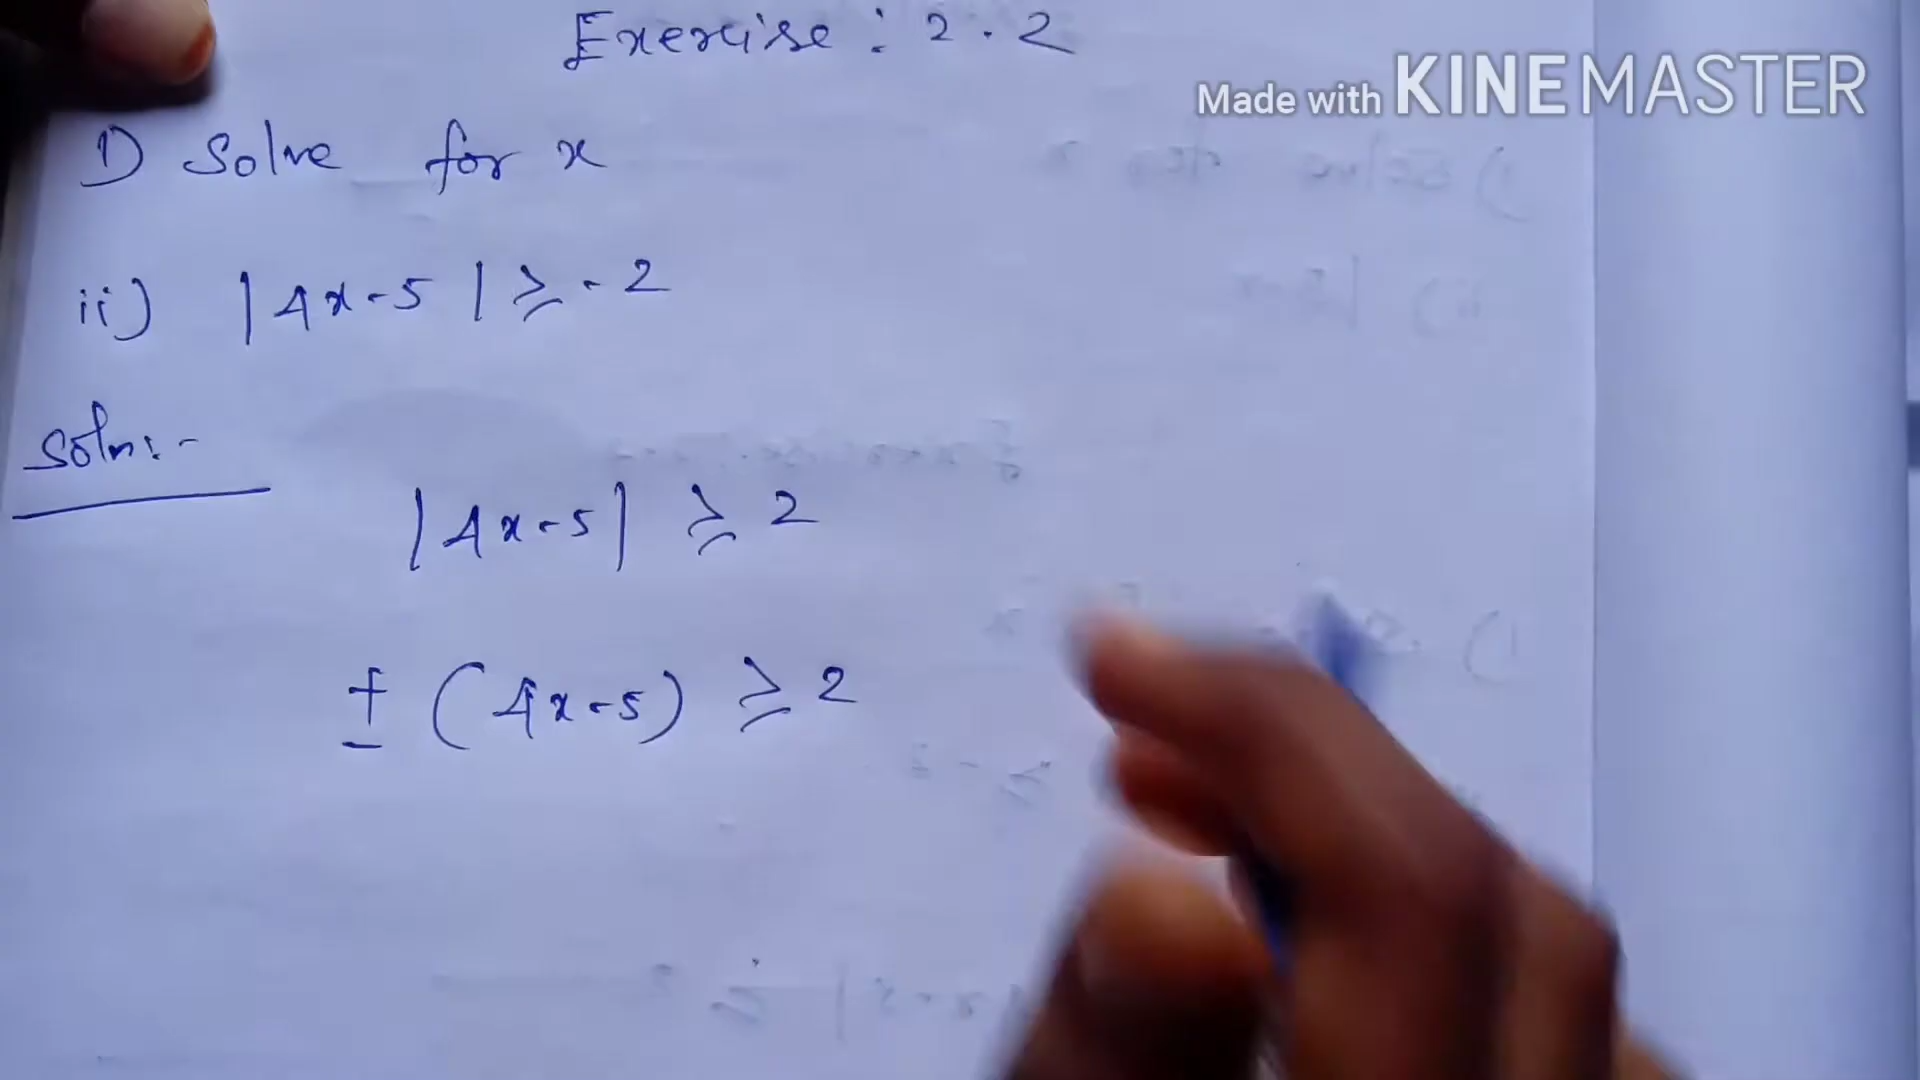 Exercise : 2.2
Made with KINEMASTER
1) Solve for x
ii) |4x-5| ≥ -2
Soln:-
|4x-5| ≥ 2
± (4x-5) ≥ 2